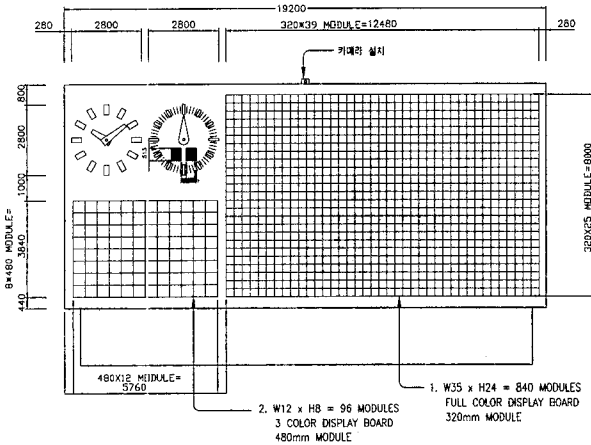 19200
280
2800
2800
320X39 MODULE=12480
280
카메라 설치
800
2800
1000
8X480 MODULE=
3840
440
515
320X25 MODULE=8000
480X12 MODULE=
5760
1. W35 x H24 = 840 MODULES
FULL COLOR DISPLAY BOARD
320mm MODULE
2. W12 x H8 = 96 MODULES
3 COLOR DISPLAY BOARD
480mm MODULE